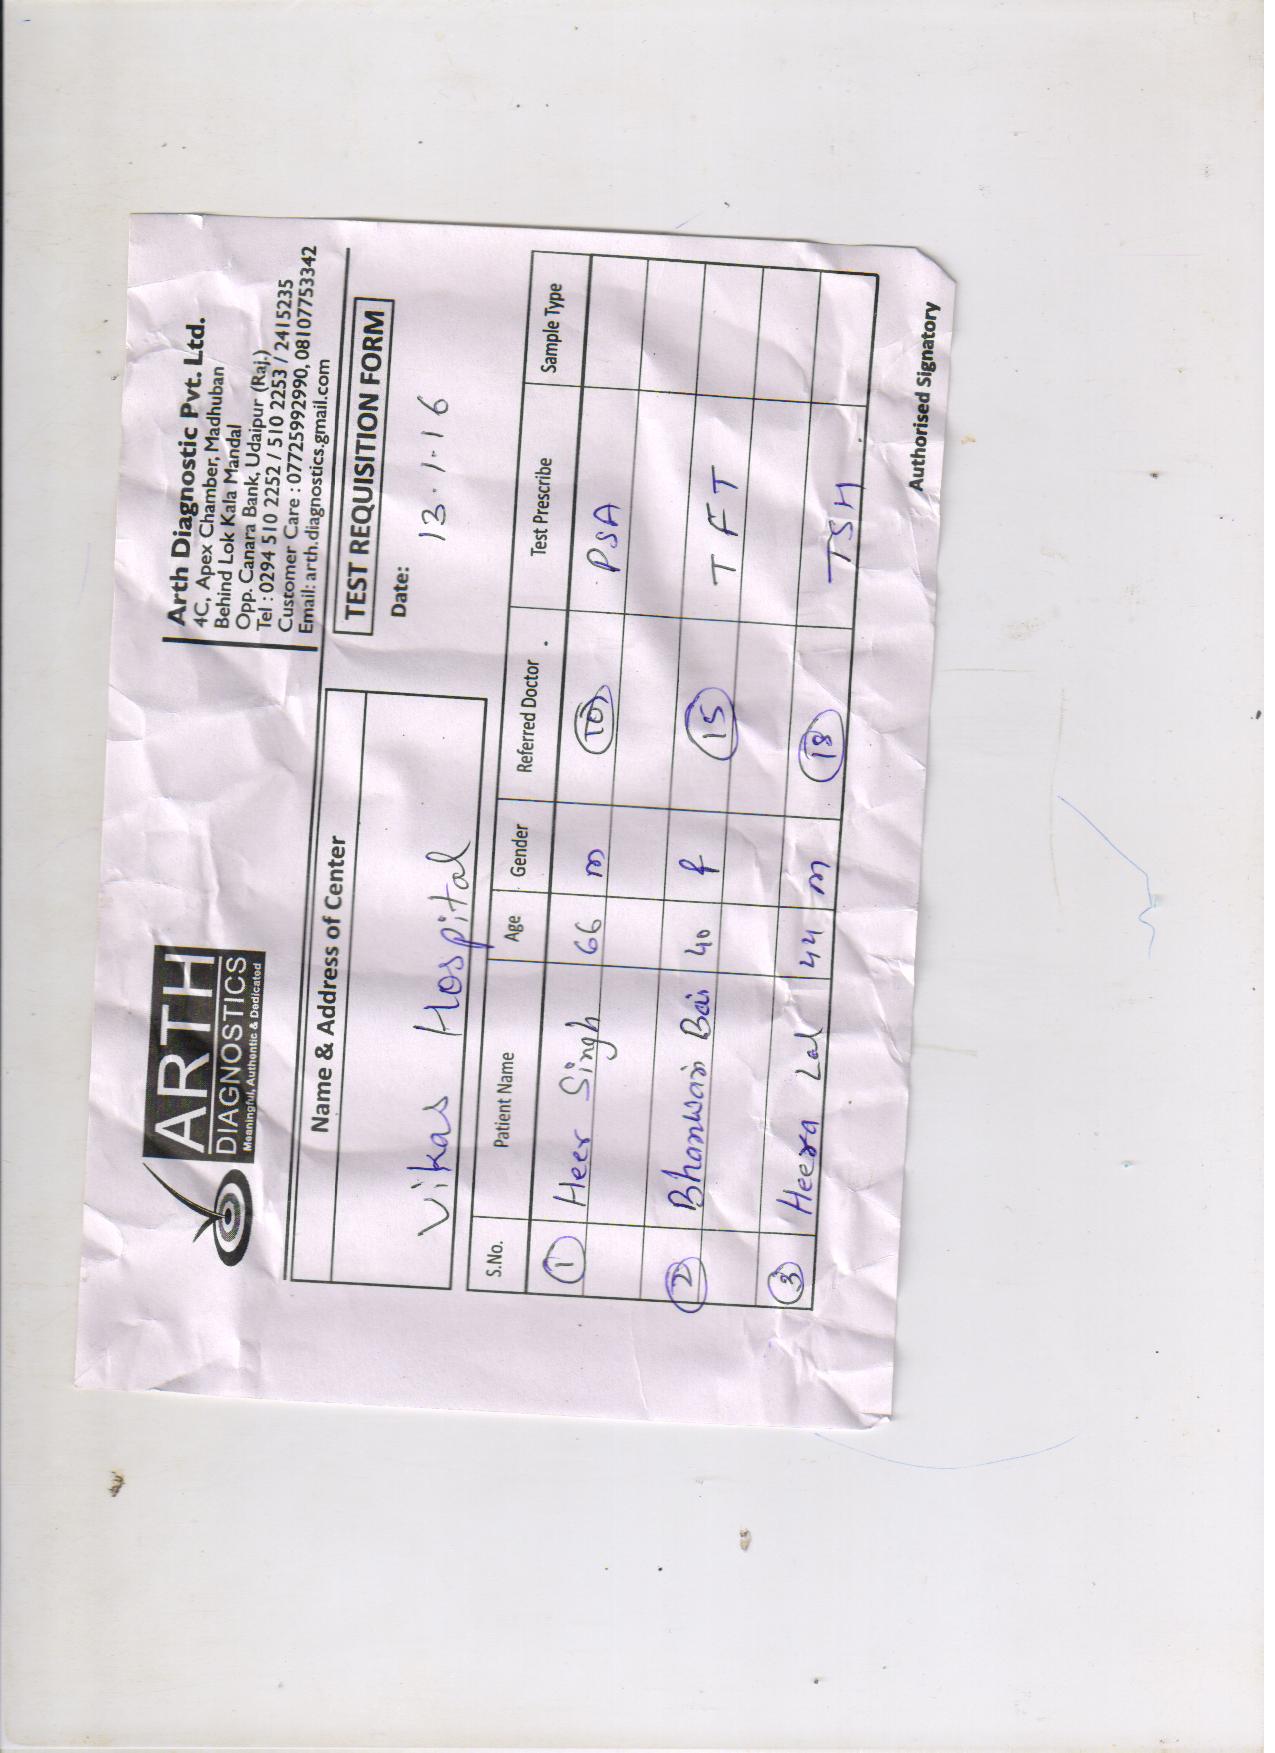 ARTH
DIAGNOSTICS
Meaningful, Authentic & Dedicated
Arth Diagnostic Pvt. Ltd.
4C, Apex Chamber, Madhuban
Behind Lok Kala Mandal
Opp. Canara Bank, Udaipur (Raj.)
Tel : 0294 510 2252 / 510 2253 / 2415235
Customer Care : 07725992990, 08107753342
Email: arth.diagnostics.gmail.com
Name & Address of Center
TEST REQUISITION FORM
Vikas Hospital
Date: 13.1.16
S.No. Patient Name Age Gender Referred Doctor Test Prescribe Sample Type
1 Heer Singh 66 m 10 PSA
2 Bhanwari Bai 40 f 15 TFT
3 Heera Lal 44 m 18 TSH
Authorised Signatory